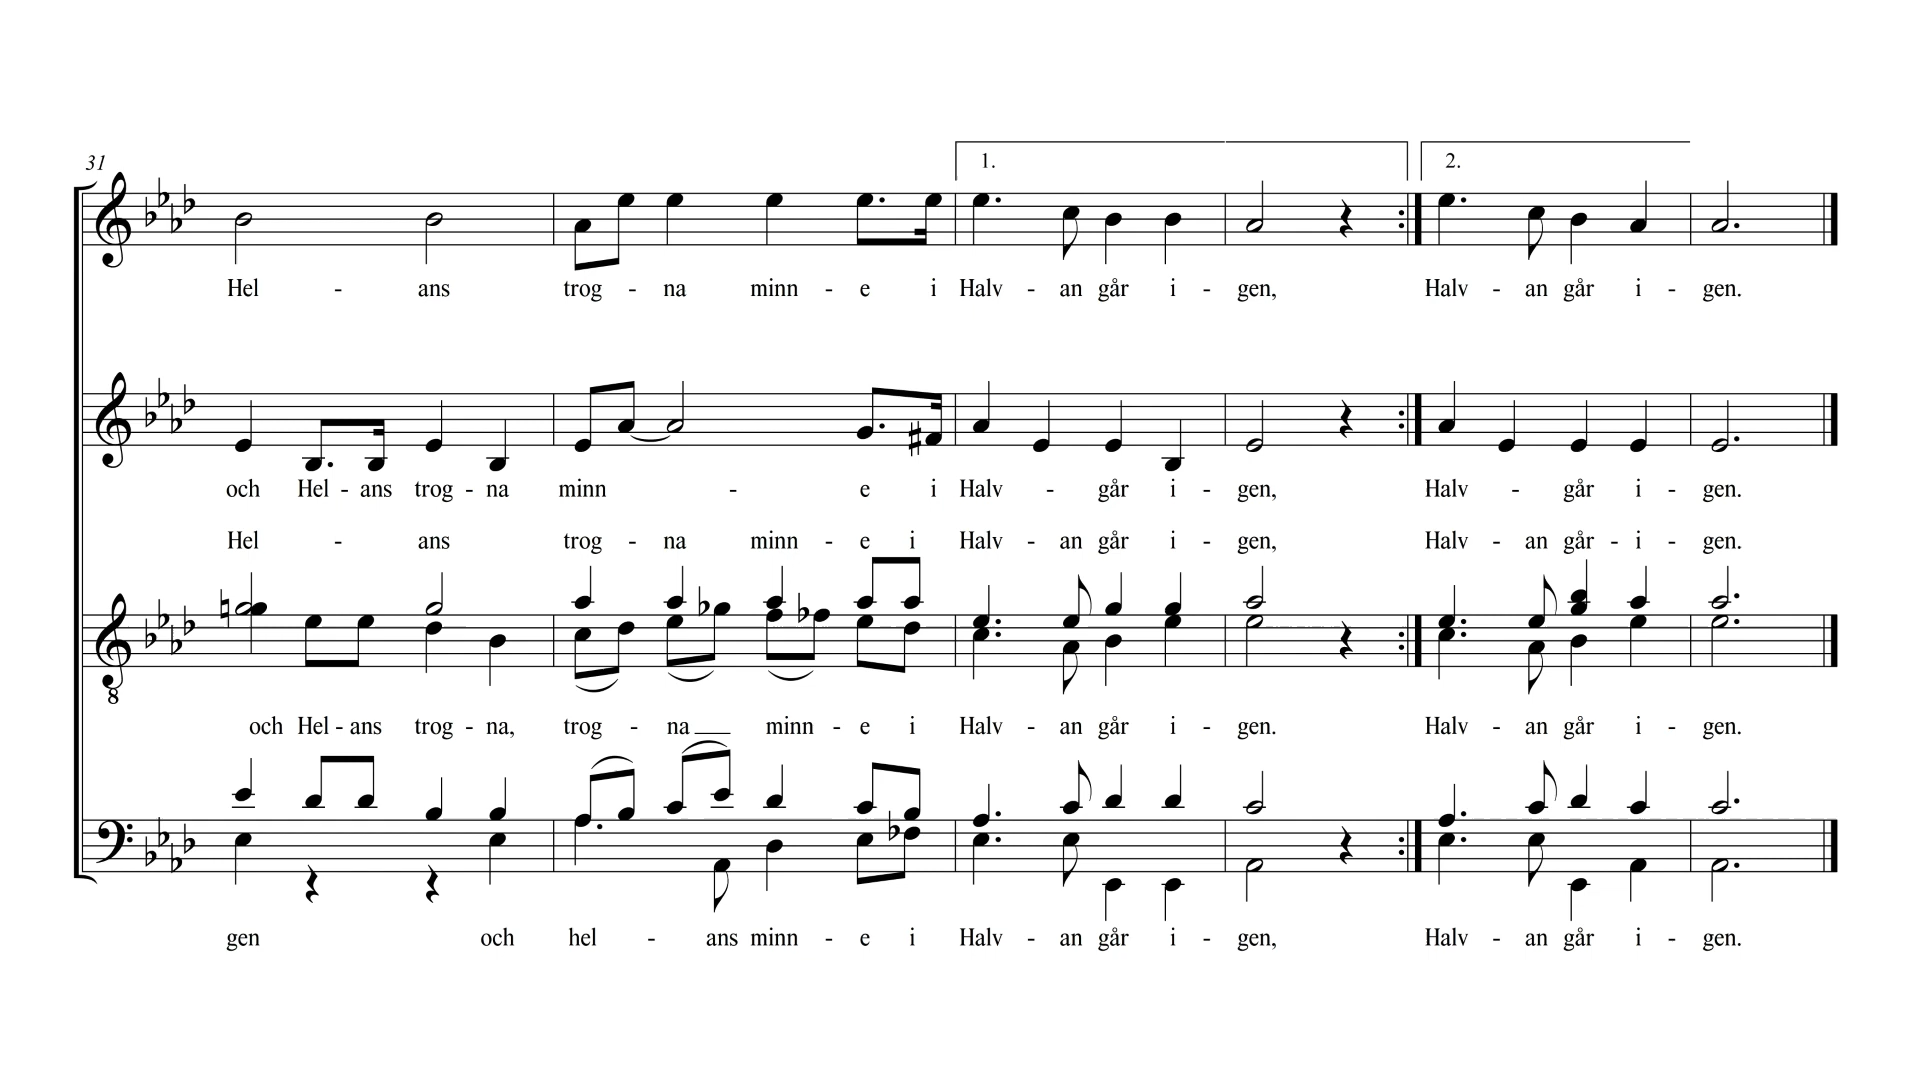 1. 2.
31
Hel - ans trog - na minn - e i Halv - an går i - gen, Halv - an går i - gen.
och Hel - ans trog - na minn - e i Halv - går i - gen, Halv - går i - gen.
Hel - ans trog - na minn - e i Halv - an går i - gen, Halv - an går - i - gen.
8
och Hel - ans trog - na, trog - na minn - e i Halv - an går i - gen. Halv - an går i - gen.
gen och hel - ans minn - e i Halv - an går i - gen, Halv - an går i - gen.